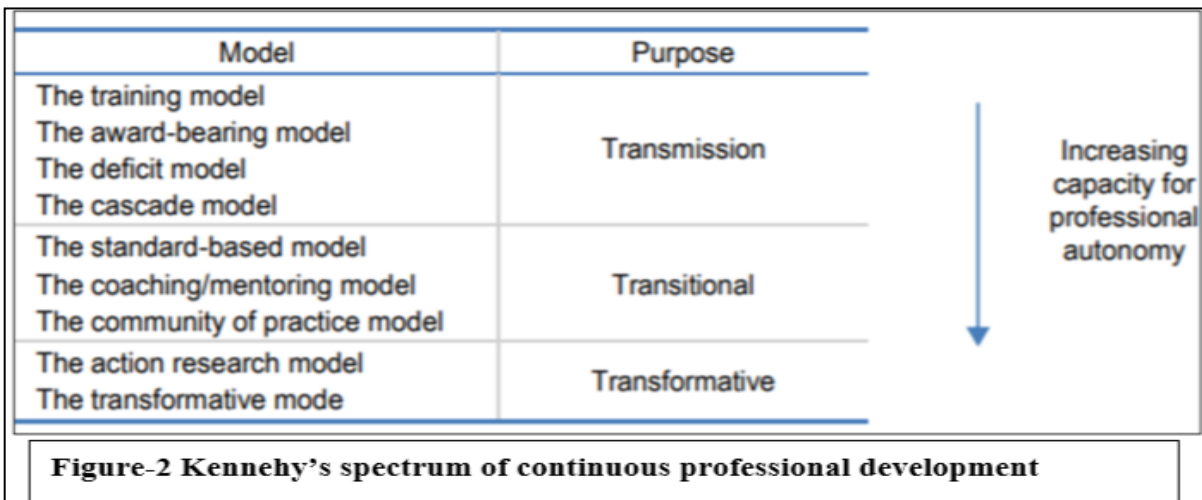 Model
Purpose
The training model
The award-bearing model
The deficit model
The cascade model
Transmission
The standard-based model
The coaching/mentoring model
The community of practice model
Transitional
The action research model
The transformative mode
Transformative
Increasing
capacity for
professional
autonomy
Figure-2 Kennehy's spectrum of continuous professional development